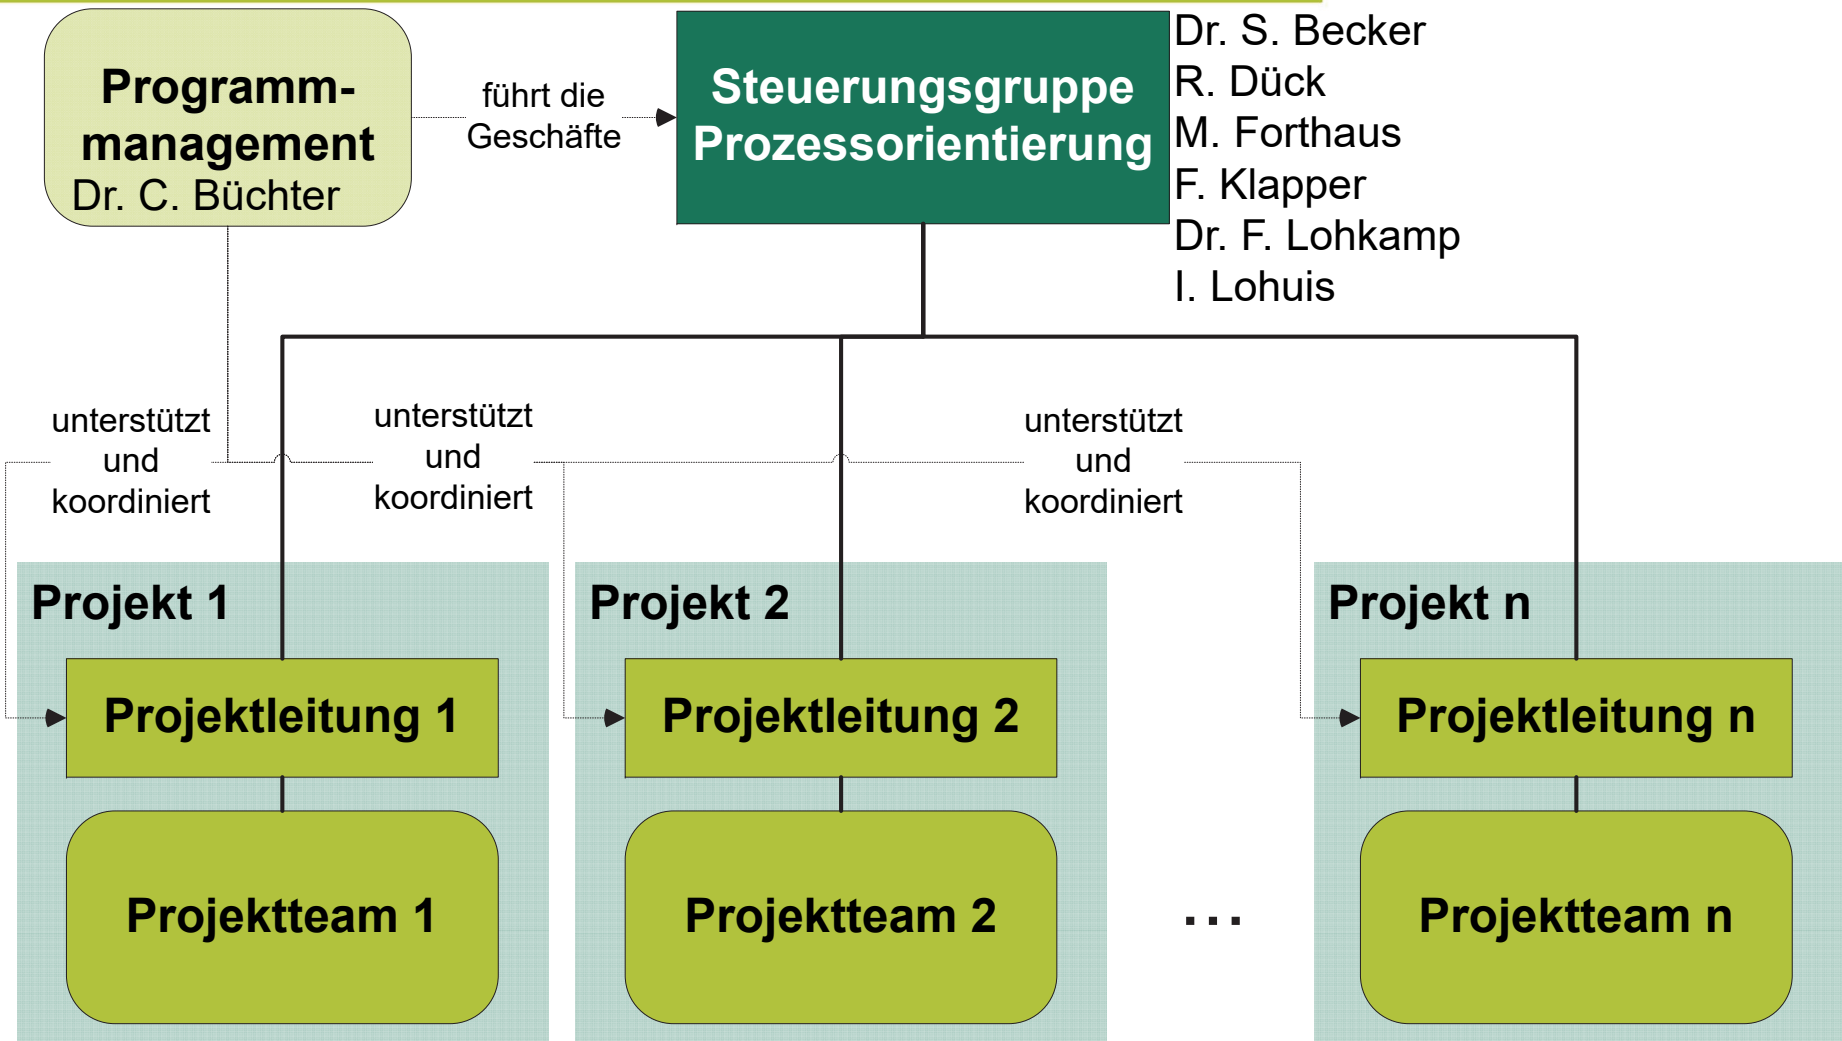 Programm-
management
Dr. C. Büchter
führt die
Geschäfte
Steuerungsgruppe
Prozessorientierung
Dr. S. Becker
R. Dück
M. Forthaus
F. Klapper
Dr. F. Lohkamp
I. Lohuis
unterstützt
und
koordiniert
unterstützt
und
koordiniert
unterstützt
und
koordiniert
Projekt 1
Projektleitung 1
Projektteam 1
Projekt 2
Projektleitung 2
Projektteam 2
...
Projekt n
Projektleitung n
Projektteam n